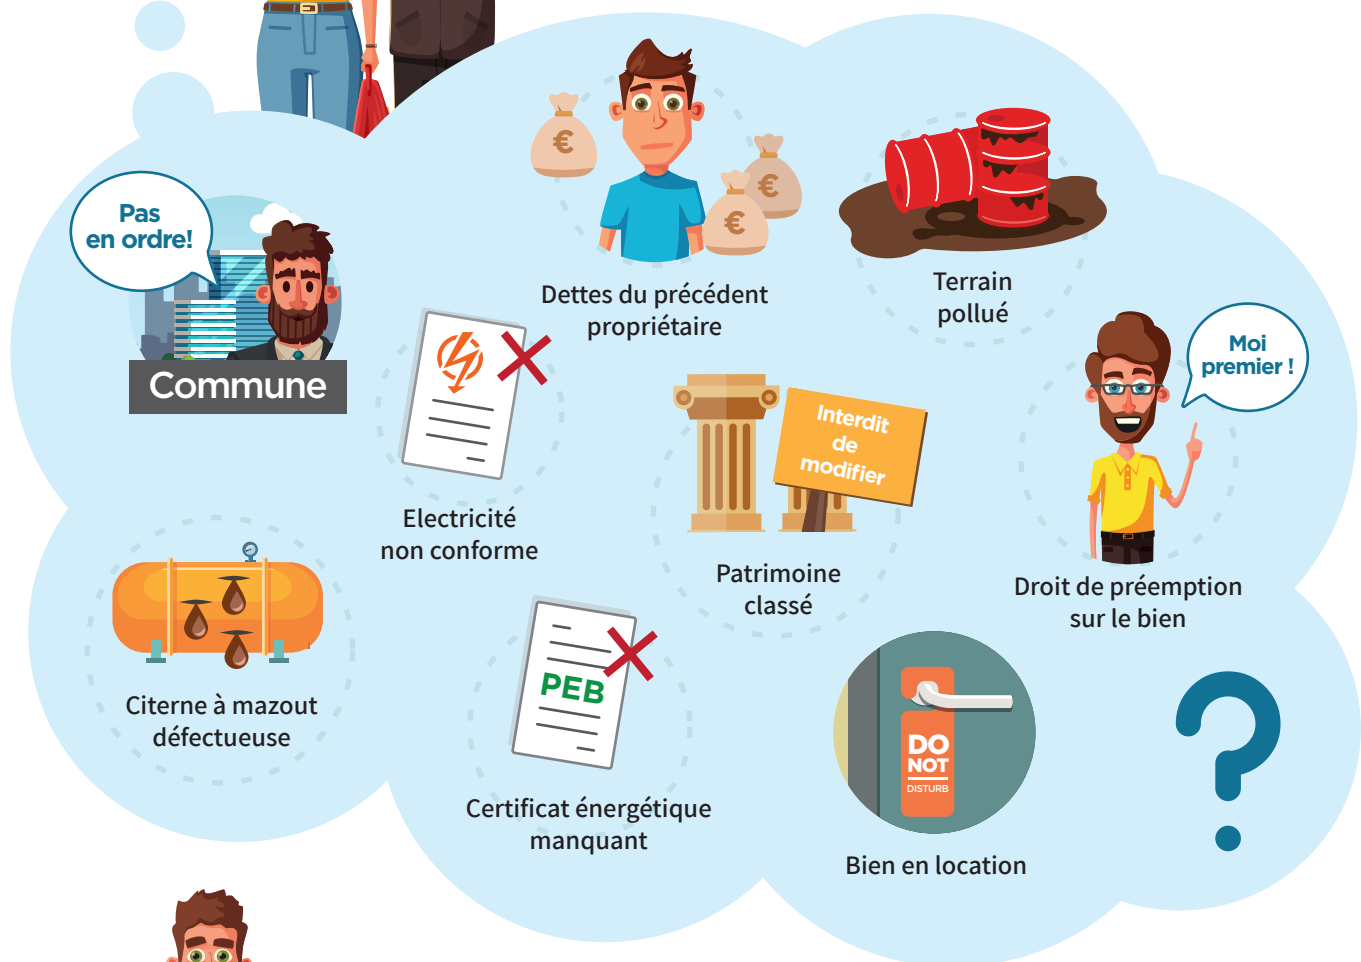 Pas
en ordre!
Commune
€
€
€
Dettes du précédent
propriétaire
Terrain
pollué
Moi
premier !
Electricité
non conforme
Interdit
de
modifier
Patrimoine
classé
Droit de préemption
sur le bien
Citerne à mazout
défectueuse
PEB
Certificat énergétique
manquant
DO
NOT
DISTURB
Bien en location
?